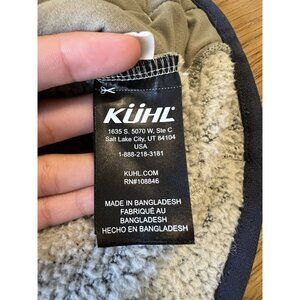 KÜHL
1635 S. 5070 W, Ste C
Salt Lake City, UT 84104
USA
1-888-218-3181
KUHL.COM
RN#108846
MADE IN BANGLADESH
FABRIQUÉ AU
BANGLADESH
HECHO EN BANGLADESH